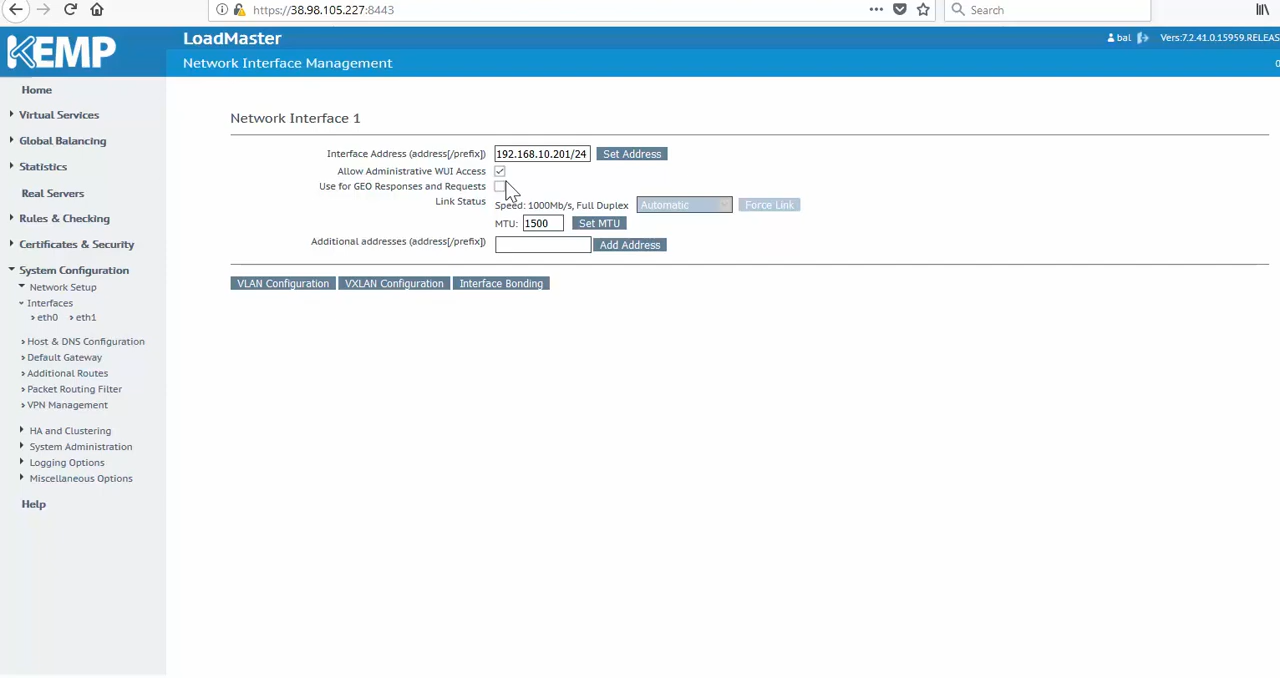 https://38.98.105.227:8443
Search
KEMP
LoadMaster
bal Vers:7.2.41.0.15959.RELEAS
Network Interface Management
Home
Virtual Services
Global Balancing
Statistics
Real Servers
Rules & Checking
Certificates & Security
System Configuration
Network Setup
Interfaces
eth0 eth1
Host & DNS Configuration
Default Gateway
Additional Routes
Packet Routing Filter
VPN Management
HA and Clustering
System Administration
Logging Options
Miscellaneous Options
Help
Network Interface 1
Interface Address (address[/prefix]) 192.168.10.201/24 Set Address
Allow Administrative WUI Access
Use for GEO Responses and Requests
Link Status Speed: 1000Mb/s, Full Duplex Automatic Force Link
MTU: 1500 Set MTU
Additional addresses (address[/prefix]) Add Address
VLAN Configuration VXLAN Configuration Interface Bonding